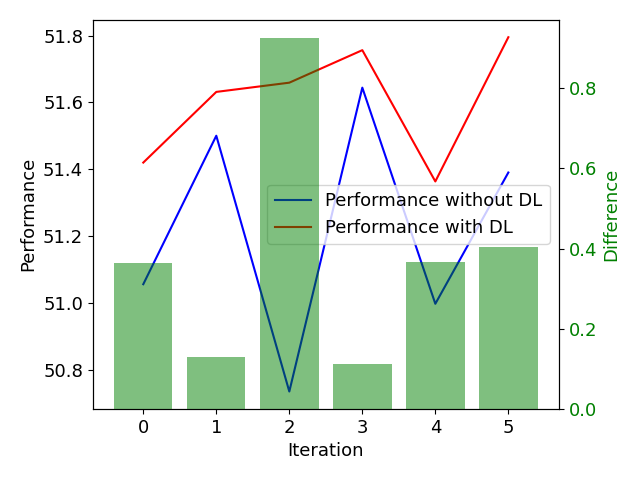 51.8
51.6
51.4
51.2
51.0
50.8
Performance
0 1 2 3 4 5
Iteration
Performance without DL
Performance with DL
0.8
0.6
0.4
0.2
0.0
Difference